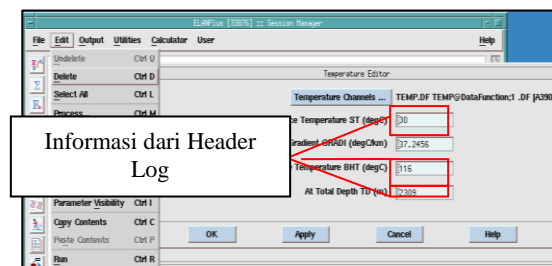 ELANPlus [33876] :: Session Manager
File Edit Output Utilities Calculator User Help
Undelete Ctrl U
Delete Ctrl D
Select All Ctrl L
Process... Ctrl M
Temperature Editor
Temperature Channels ... TEMP.DF TEMP@DataFunction;1 .DF [A390
ce Temperature ST (degC) 30
Gradient GRADI (degC/km) 37.2456
Temperature BHT (degC) 116
At Total Depth TD (m) 2309
Informasi dari Header
Log
Parameter Visibility Ctrl I
Copy Contents Ctrl C
Paste Contents Ctrl P
Run Ctrl R
OK Apply Cancel Help